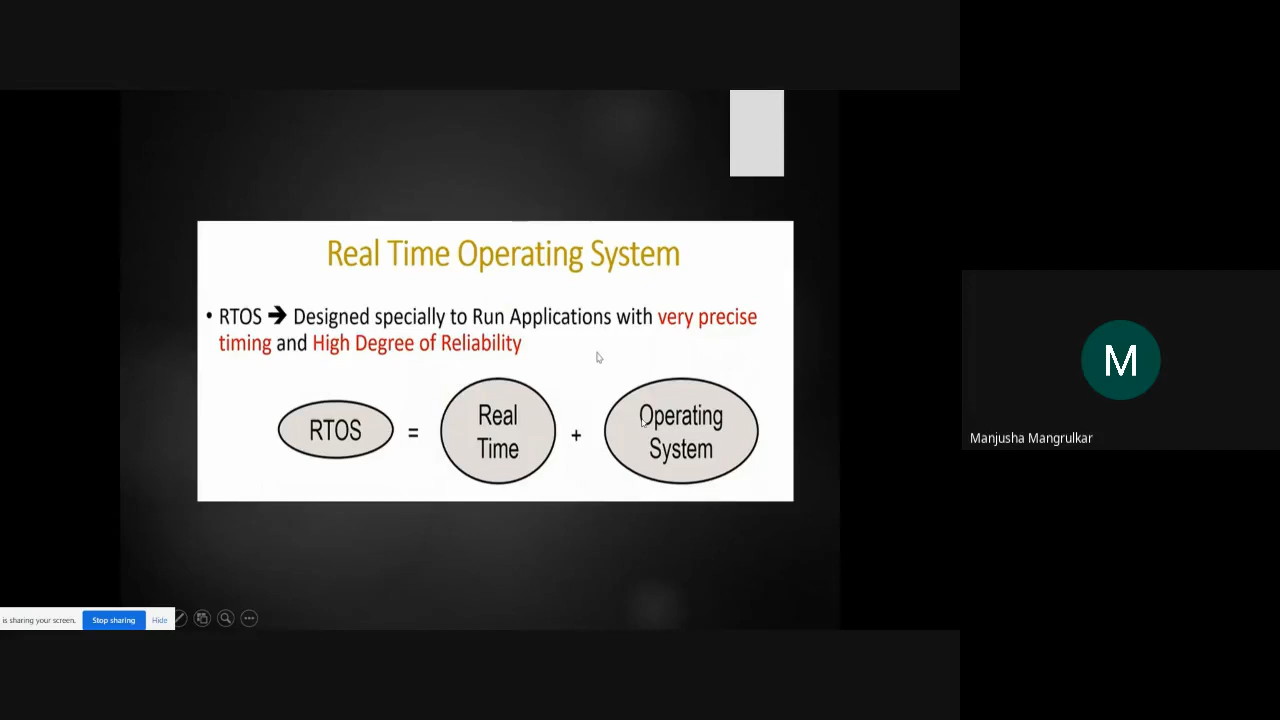 Real Time Operating System
• RTOS ➔ Designed specially to Run Applications with very precise
timing and High Degree of Reliability
RTOS = Real Time + Operating System
M
Manjusha Mangrulkar
is sharing your screen. Stop sharing Hide